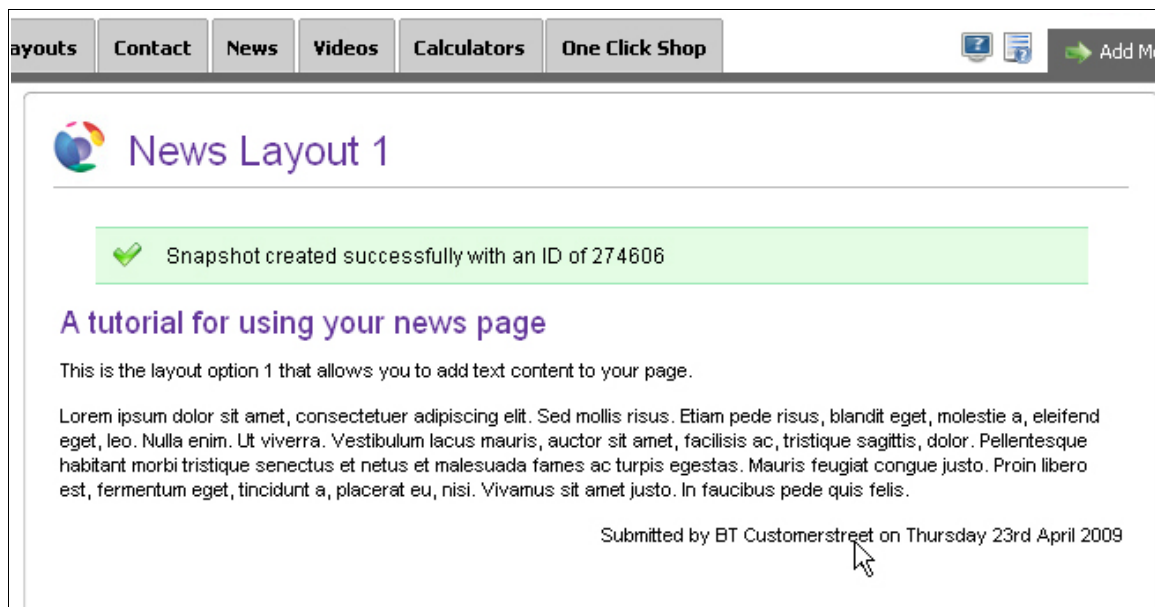 ayouts Contact News Videos Calculators One Click Shop Add Mo
News Layout 1
Snapshot created successfully with an ID of 274606
A tutorial for using your news page
This is the layout option 1 that allows you to add text content to your page.
Lorem ipsum dolor sit amet, consectetuer adipiscing elit. Sed mollis risus. Etiam pede risus, blandit eget, molestie a, eleifend
eget, leo. Nulla enim. Ut viverra. Vestibulum lacus mauris, auctor sit amet, facilisis ac, tristique sagittis, dolor. Pellentesque
habitant morbi tristique senectus et netus et malesuada fames ac turpis egestas. Mauris feugiat congue justo. Proin libero
est, fermentum eget, tincidunt a, placerat eu, nisi. Vivamus sit amet justo. In faucibus pede quis felis.
Submitted by BT Customerstreet on Thursday 23rd April 2009